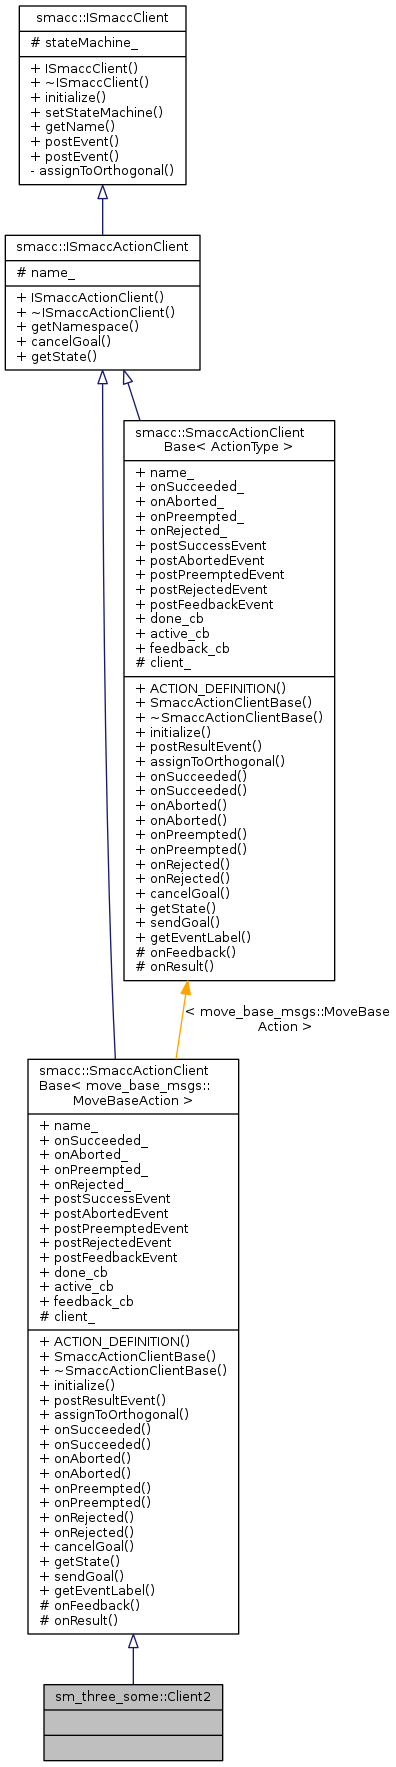 smacc::ISmaccClient
# stateMachine_
+ ISmaccClient()
+ ~ISmaccClient()
+ initialize()
+ setStateMachine()
+ getName()
+ postEvent()
+ postEvent()
- assignToOrthogonal()
smacc::ISmaccActionClient
# name_
+ ISmaccActionClient()
+ ~ISmaccActionClient()
+ getNamespace()
+ cancelGoal()
+ getState()
smacc::SmaccActionClient
Base< ActionType >
+ name_
+ onSucceeded_
+ onAborted_
+ onPreempted_
+ onRejected_
+ postSuccessEvent
+ postAbortedEvent
+ postPreemptedEvent
+ postRejectedEvent
+ postFeedbackEvent
+ done_cb
+ active_cb
+ feedback_cb
# client_
+ ACTION_DEFINITION()
+ SmaccActionClientBase()
+ ~SmaccActionClientBase()
+ initialize()
+ postResultEvent()
+ assignToOrthogonal()
+ onSucceeded()
+ onSucceeded()
+ onAborted()
+ onAborted()
+ onPreempted()
+ onPreempted()
+ onRejected()
+ onRejected()
+ cancelGoal()
+ getState()
+ sendGoal()
+ getEventLabel()
# onFeedback()
# onResult()
< move_base_msgs::MoveBase
Action >
smacc::SmaccActionClient
Base< move_base_msgs::
MoveBaseAction >
+ name_
+ onSucceeded_
+ onAborted_
+ onPreempted_
+ onRejected_
+ postSuccessEvent
+ postAbortedEvent
+ postPreemptedEvent
+ postRejectedEvent
+ postFeedbackEvent
+ done_cb
+ active_cb
+ feedback_cb
# client_
+ ACTION_DEFINITION()
+ SmaccActionClientBase()
+ ~SmaccActionClientBase()
+ initialize()
+ postResultEvent()
+ assignToOrthogonal()
+ onSucceeded()
+ onSucceeded()
+ onAborted()
+ onAborted()
+ onPreempted()
+ onPreempted()
+ onRejected()
+ onRejected()
+ cancelGoal()
+ getState()
+ sendGoal()
+ getEventLabel()
# onFeedback()
# onResult()
sm_three_some::Client2